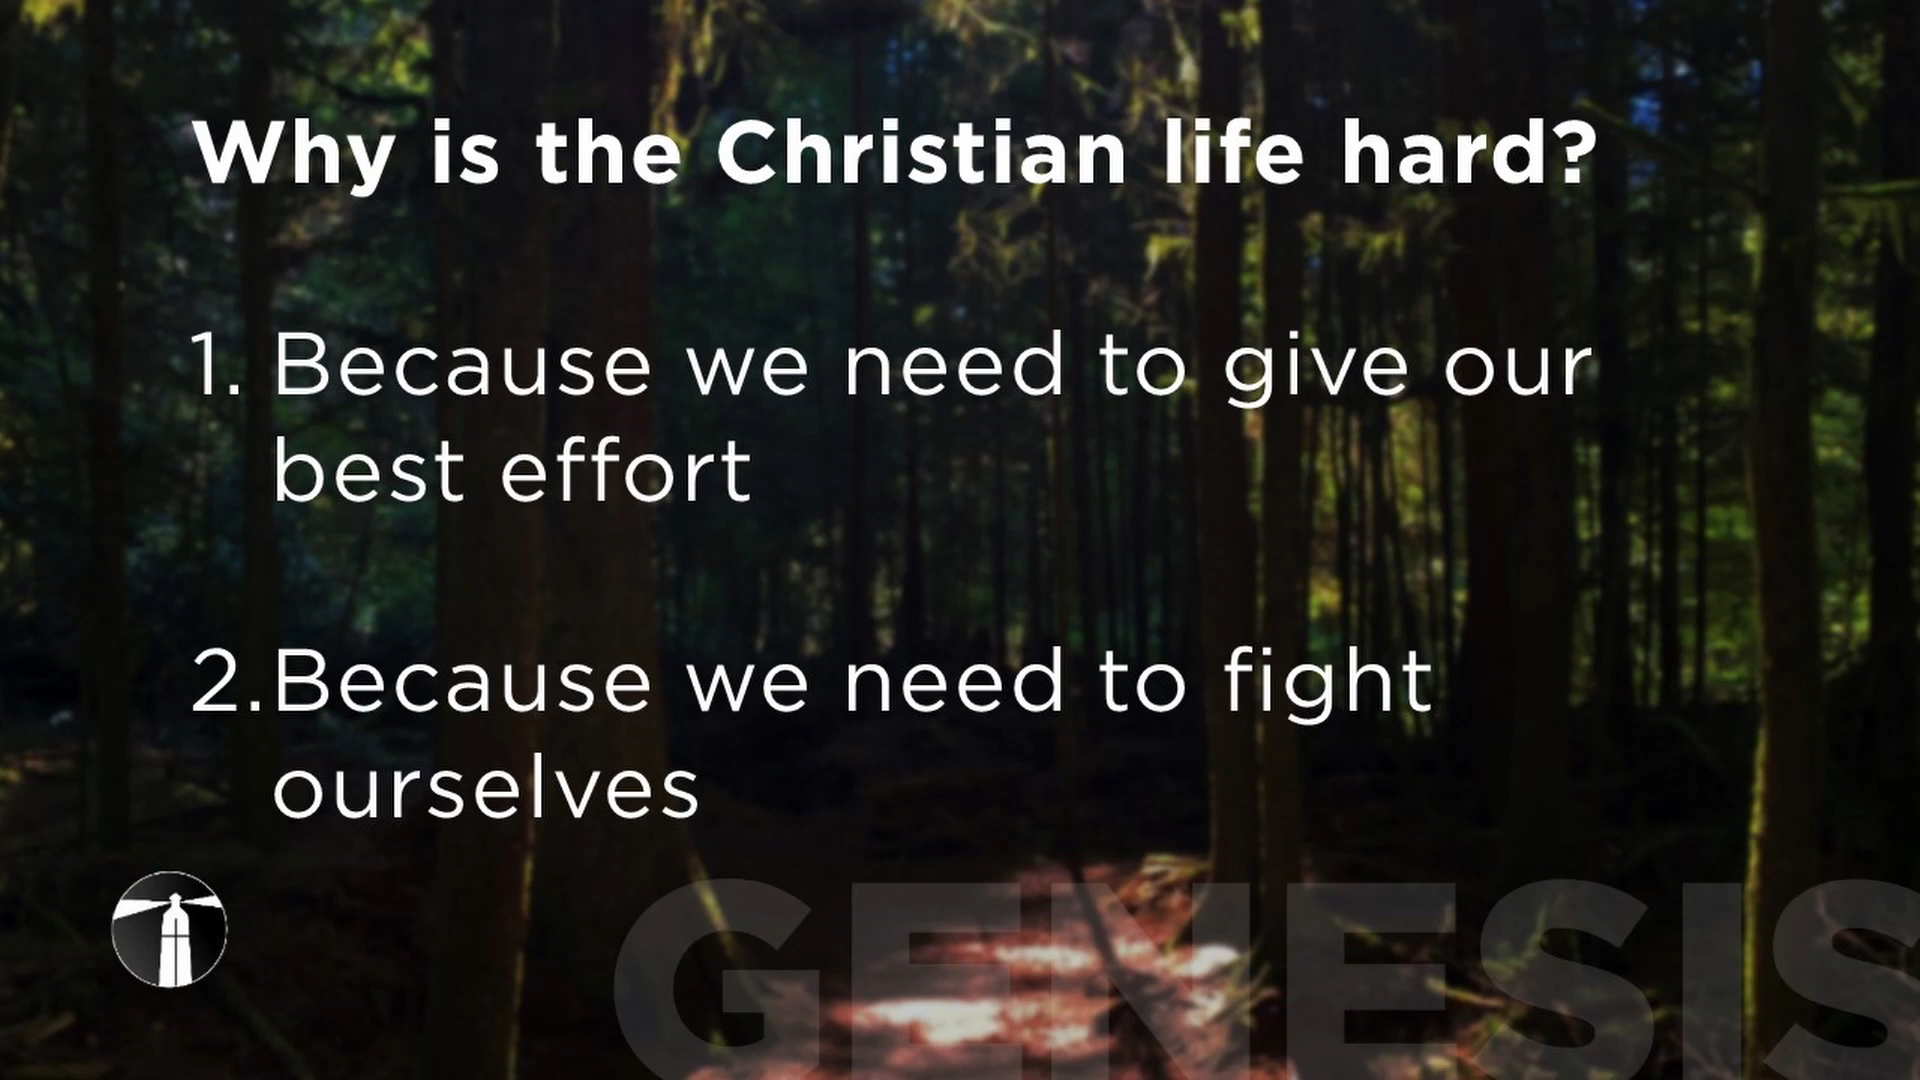 Why is the Christian life hard?
1. Because we need to give our
best effort
2. Because we need to fight
ourselves
GENESIS